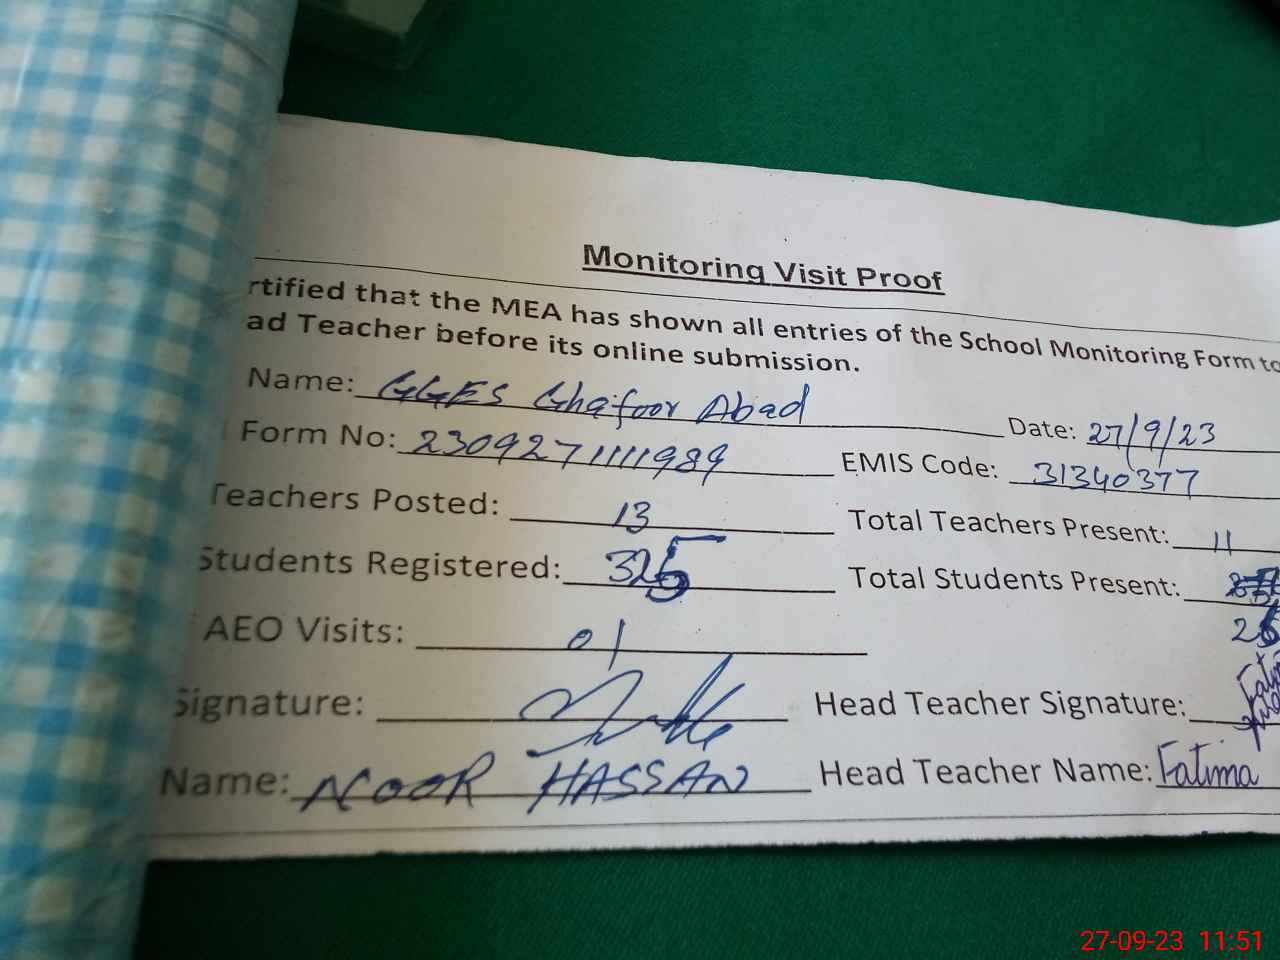 Monitoring Visit Proof
rtified that the MEA has shown all entries of the School Monitoring Form to
ad Teacher before its online submission.
Name: GGES Ghafoor Abad Date: 27/9/23
Form No: 2309271111989 EMIS Code: 31340377
Teachers Posted: 13 Total Teachers Present: 11
Students Registered: 325 Total Students Present:
AEO Visits: 01
Signature: Head Teacher Signature:
Name: NOOR HASSAN Head Teacher Name: Fatima
27-09-23 11:51